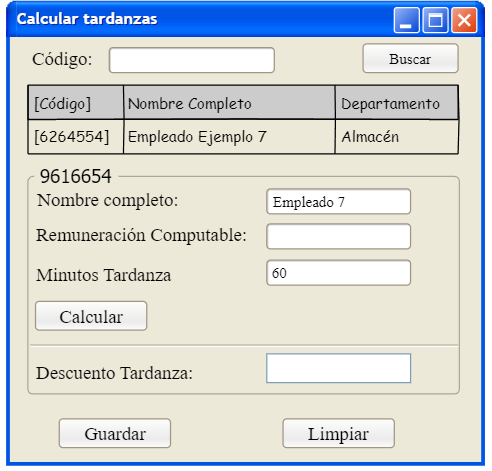 Calcular tardanzas
Código: Buscar
[Código] Nombre Completo Departamento
[6264554] Empleado Ejemplo 7 Almacén
9616654
Nombre completo: Empleado 7
Remuneración Computable:
Minutos Tardanza 60
Calcular
Descuento Tardanza:
Guardar Limpiar